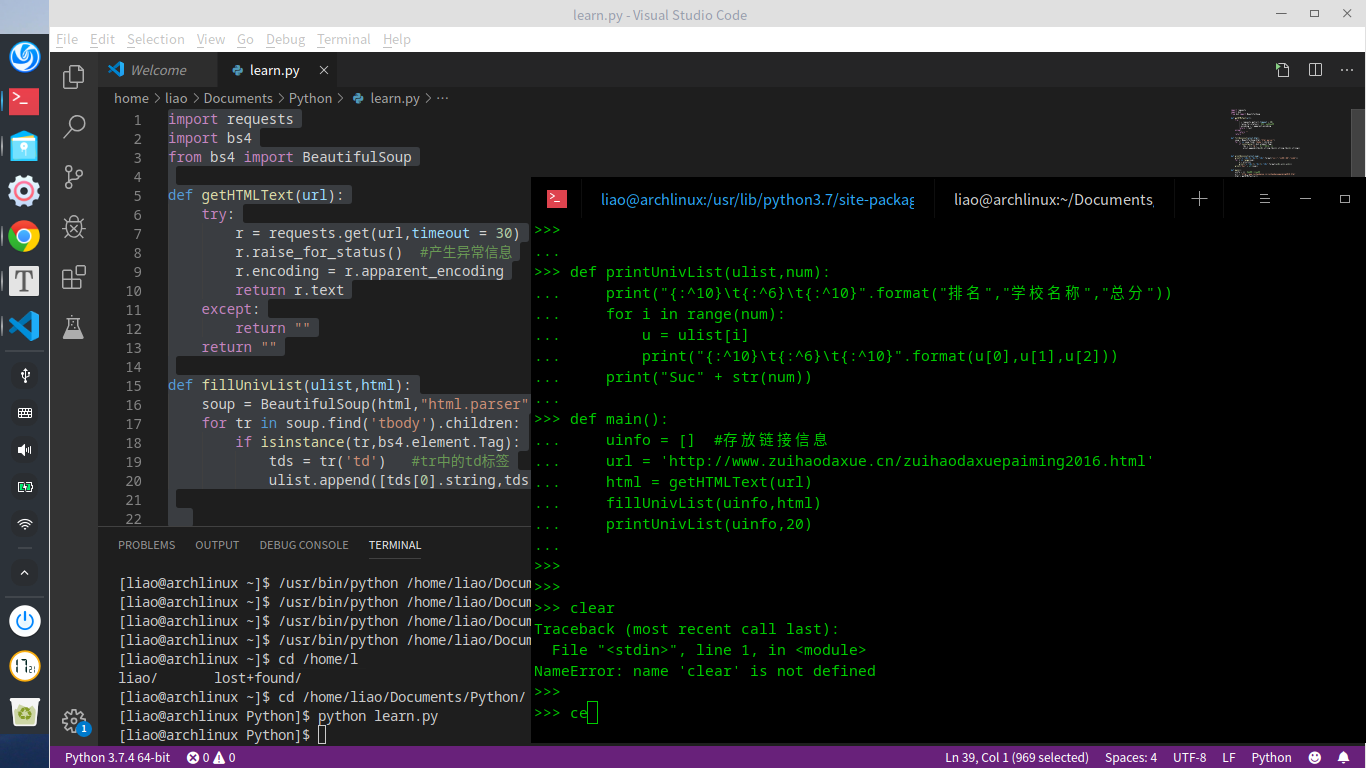 learn.py - Visual Studio Code
File Edit Selection View Go Debug Terminal Help
Welcome learn.py
home > liao > Documents > Python > learn.py > ...
1 import requests
2 import bs4
3 from bs4 import BeautifulSoup
4
5 def getHTMLText(url):
6 try:
7 r = requests.get(url,timeout = 30)
8 r.raise_for_status() #产生异常信息
9 r.encoding = r.apparent_encoding
10 return r.text
11 except:
12 return ""
13 return ""
14
15 def fillUnivList(ulist,html):
16 soup = BeautifulSoup(html,"html.parser"
17 for tr in soup.find('tbody').children:
18 if isinstance(tr,bs4.element.Tag):
19 tds = tr('td') #tr中的td标签
20 ulist.append([tds[0].string,tds
21
22
PROBLEMS OUTPUT DEBUG CONSOLE TERMINAL
[liao@archlinux ~]$ /usr/bin/python /home/liao/Docum
[liao@archlinux ~]$ /usr/bin/python /home/liao/Docum
[liao@archlinux ~]$ /usr/bin/python /home/liao/Docum
[liao@archlinux ~]$ /usr/bin/python /home/liao/Docum
[liao@archlinux ~]$ cd /home/l
liao/ lost+found/
[liao@archlinux ~]$ cd /home/liao/Documents/Python/
[liao@archlinux Python]$ python learn.py
[liao@archlinux Python]$
liao@archlinux:/usr/lib/python3.7/site-packag
liao@archlinux:~/Documents
>>>
...
>>> def printUnivList(ulist,num):
... print("{:^10}\t{:^6}\t{:^10}".format("排名","学校名称","总分"))
... for i in range(num):
... u = ulist[i]
... print("{:^10}\t{:^6}\t{:^10}".format(u[0],u[1],u[2]))
... print("Suc" + str(num))
...
>>> def main():
... uinfo = [] #存放链接信息
... url = 'http://www.zuihaodaxue.cn/zuihaodaxuepaiming2016.html'
... html = getHTMLText(url)
... fillUnivList(uinfo,html)
... printUnivList(uinfo,20)
...
>>>
>>>
>>> clear
Traceback (most recent call last):
File "<stdin>", line 1, in <module>
NameError: name 'clear' is not defined
>>>
>>> ce
17 21
1
Python 3.7.4 64-bit 0 0 Ln 39, Col 1 (969 selected) Spaces: 4 UTF-8 LF Python